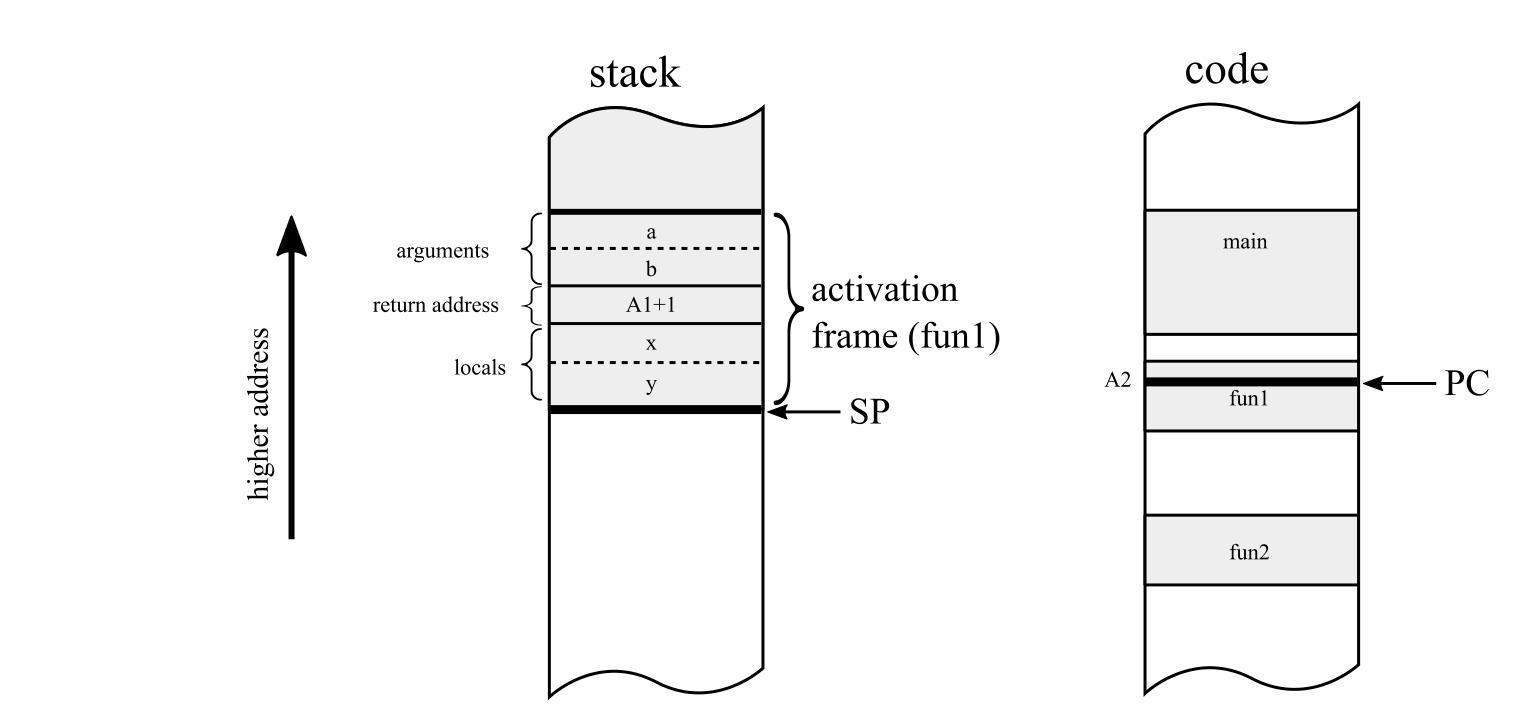 stack
code
a
main
arguments
b
activation
frame (fun1)
return address
A1+1
x
locals
y
higher address
A2
PC
fun1
SP
fun2